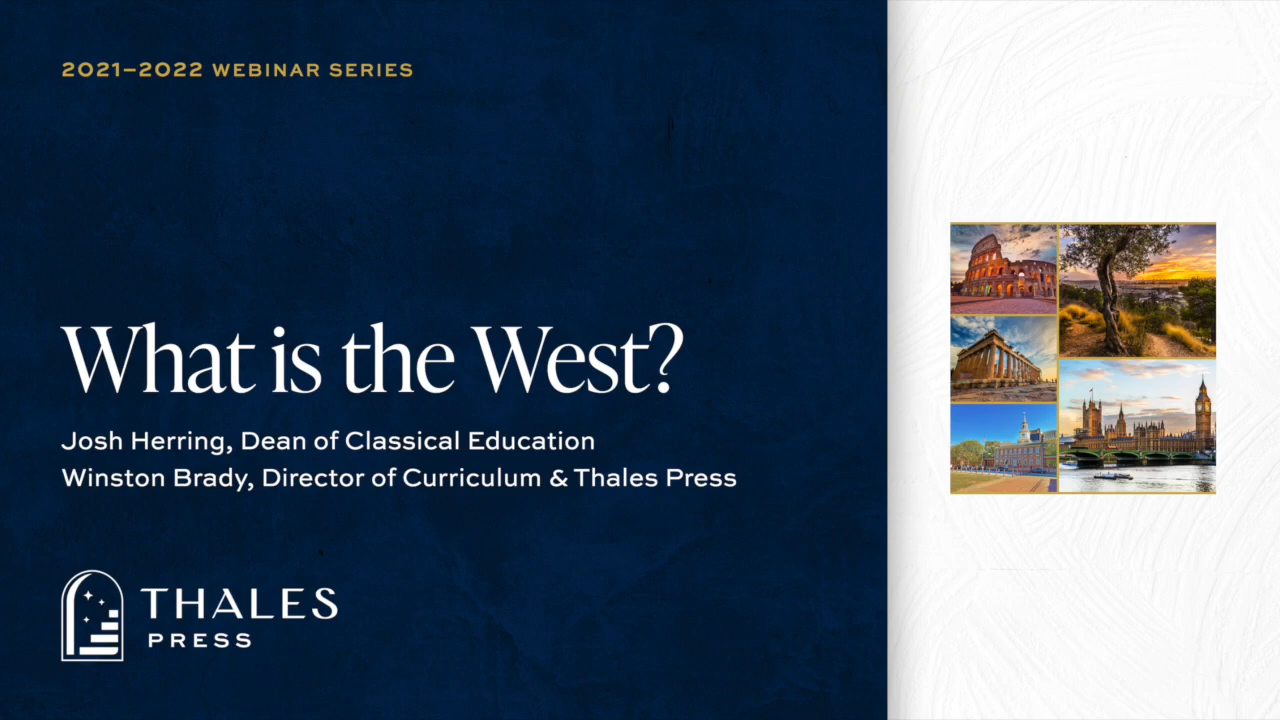 2021–2022 WEBINAR SERIES
What is the West?
Josh Herring, Dean of Classical Education
Winston Brady, Director of Curriculum & Thales Press
THALES
PRESS